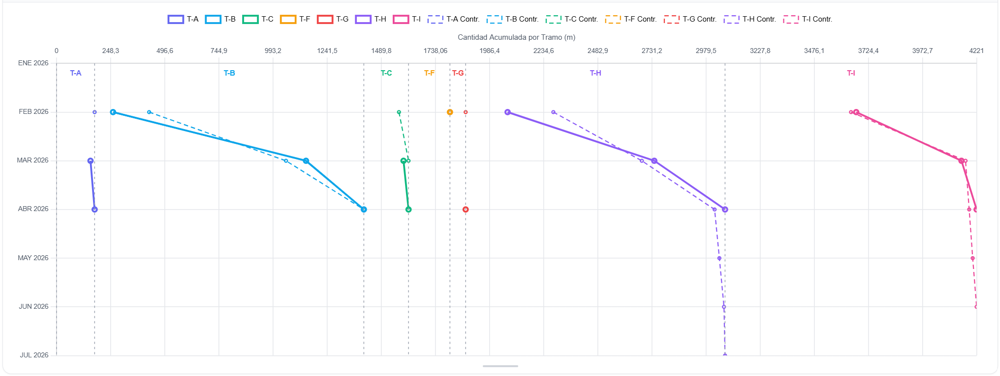 T-A T-B T-C T-F T-G T-H T-I T-A Contr. T-B Contr. T-C Contr. T-F Contr. T-G Contr. T-H Contr. T-I Contr.
Cantidad Acumulada por Tramo (m)
0 248,3 496,6 744,9 993,2 1241,5 1489,8 1738,06 1986,4 2234,6 2482,9 2731,2 2979,5 3227,8 3476,1 3724,4 3972,7 4221
ENE 2026
T-A T-B T-C T-F T-G T-H T-I
FEB 2026
MAR 2026
ABR 2026
MAY 2026
JUN 2026
JUL 2026